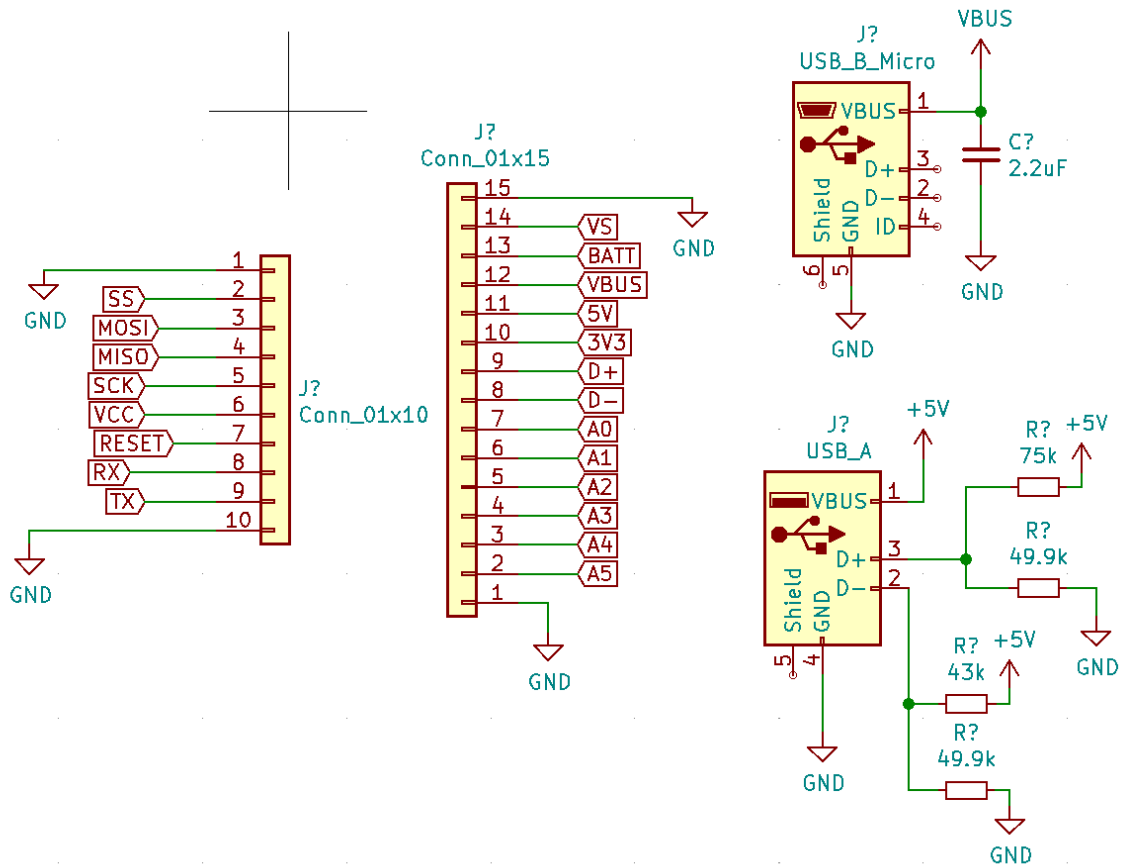 J?
Conn_01x10
1
GND
2
SS
3
MOSI
4
MISO
5
SCK
6
VCC
7
RESET
8
RX
9
TX
10
GND
J?
Conn_01x15
15
GND
14
VS
13
BATT
12
VBUS
11
5V
10
3V3
9
D+
8
D-
7
A0
6
A1
5
A2
4
A3
3
A4
2
A5
1
GND
J?
USB_B_Micro
VBUS
VBUS
1
D+
3
D-
2
ID
4
Shield
GND
6
5
GND
C?
2.2uF
GND
J?
USB_A
+5V
VBUS
1
D+
3
D-
2
Shield
GND
5
4
GND
R?
75k
+5V
R?
49.9k
GND
R?
43k
+5V
R?
49.9k
GND